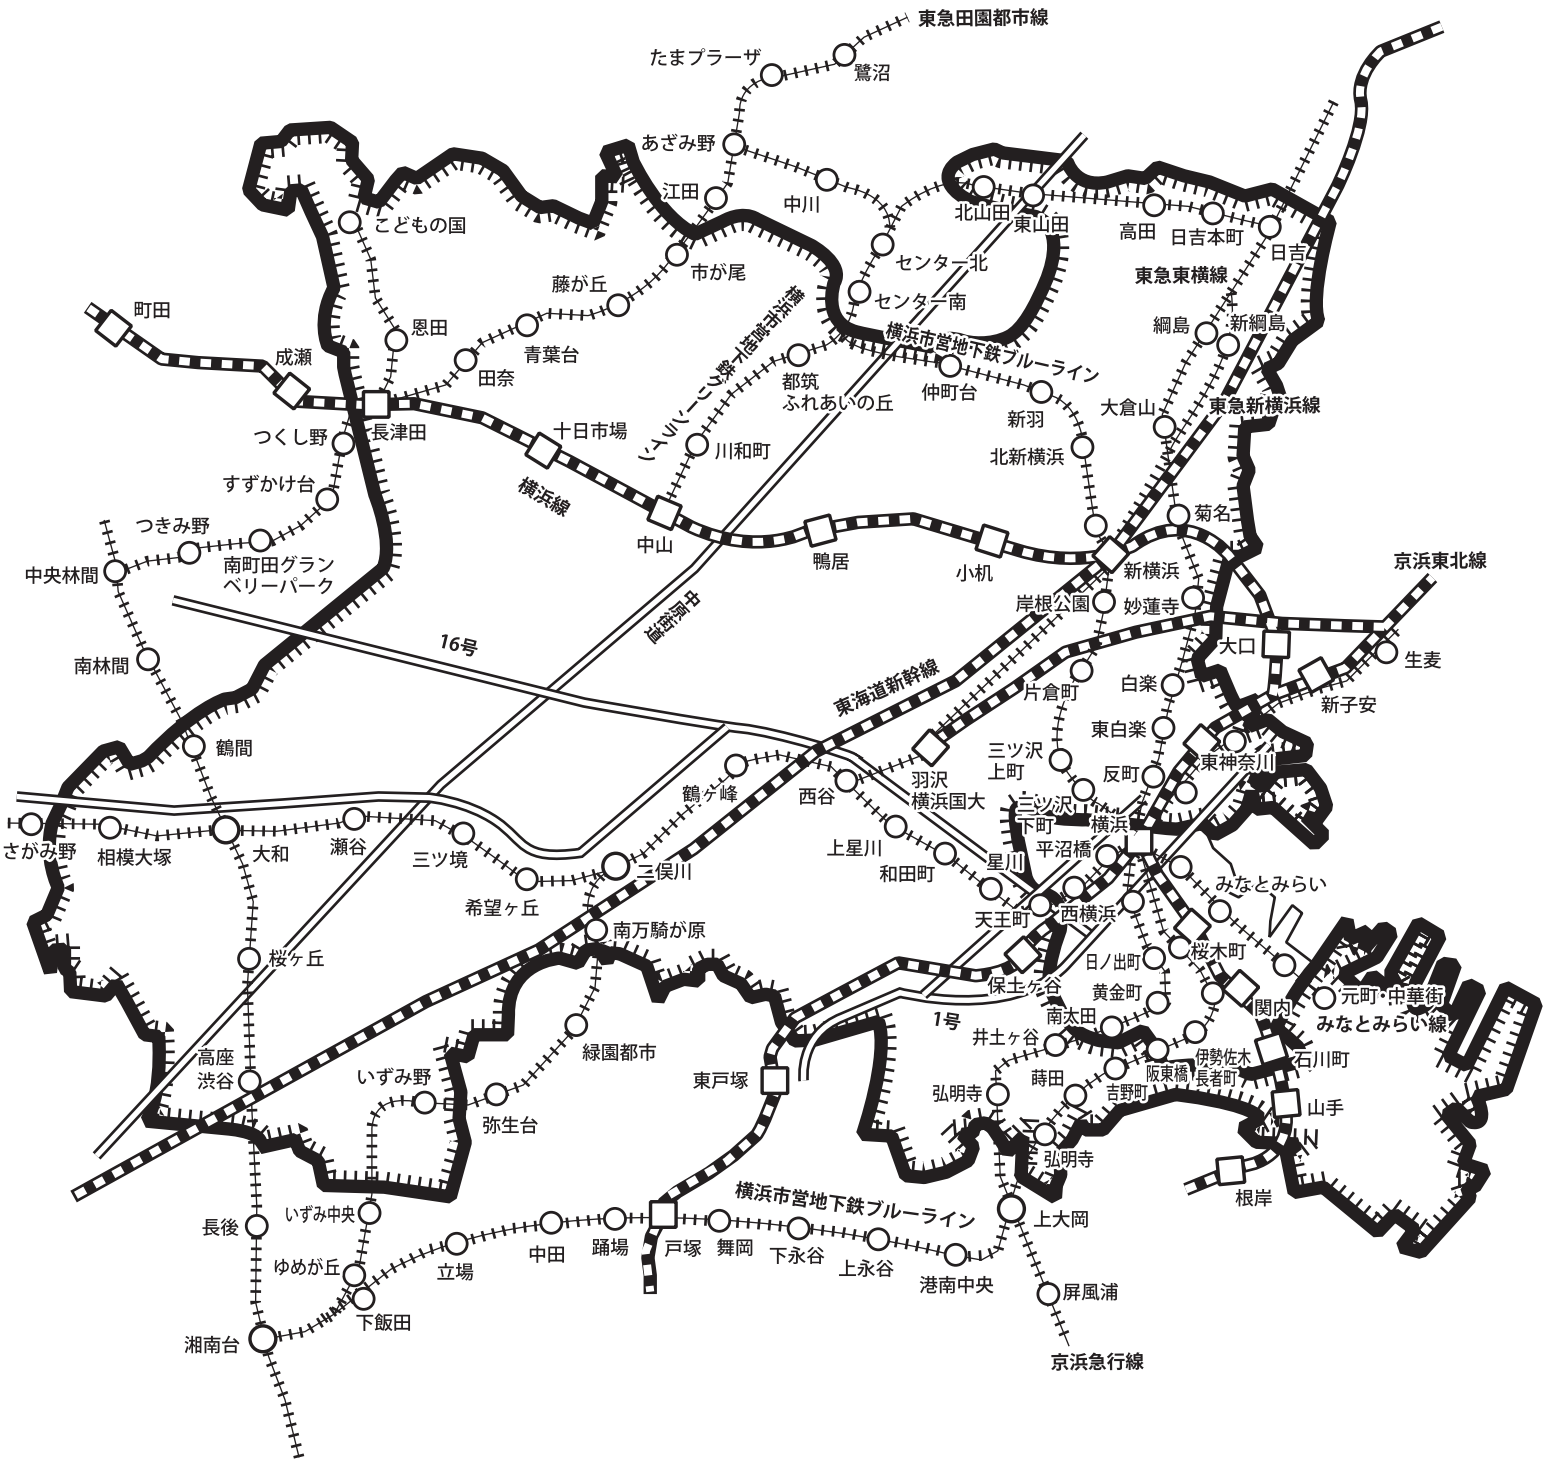 東急田園都市線
たまプラーザ
鷺沼
あざみ野
江田
中川
北山田
東山田
高田
日吉本町
日吉
こどもの国
センター北
市が尾
東急東横線
藤が丘
センター南
横浜市営地下鉄グリーンライン
町田
恩田
青葉台
綱島
新綱島
横浜市営地下鉄ブルーライン
成瀬
田奈
都筑
ふれあいの丘
仲町台
新羽
大倉山
東急新横浜線
つくし野
長津田
十日市場
川和町
北新横浜
すずかけ台
横浜線
つきみ野
菊名
中央林間
南町田グラン
ベリーパーク
中山
鴨居
小机
新横浜
京浜東北線
中原街道
岸根公園
妙蓮寺
16号
大口
生麦
南林間
東海道新幹線
片倉町
白楽
新子安
東白楽
鶴間
三ツ沢
上町
反町
東神奈川
羽沢
横浜国大
鶴ヶ峰
西谷
三ツ沢
下町
横浜
さがみ野
相模大塚
大和
瀬谷
三ツ境
上星川
平沼橋
星川
和田町
二俣川
みなとみらい
希望ヶ丘
天王町
西横浜
南万騎が原
桜ヶ丘
日ノ出町
桜木町
保土ヶ谷
黄金町
元町・中華街
関内
南太田
1号
みなとみらい線
井土ヶ谷
緑園都市
高座
渋谷
いずみ野
東戸塚
蒔田
伊勢佐木
長者町
阪東橋
石川町
弘明寺
吉野町
弥生台
山手
弘明寺
根岸
横浜市営地下鉄ブルーライン
長後
いずみ中央
上大岡
中田
踊場
戸塚
舞岡
下永谷
上永谷
港南中央
ゆめが丘
立場
屏風浦
下飯田
湘南台
京浜急行線